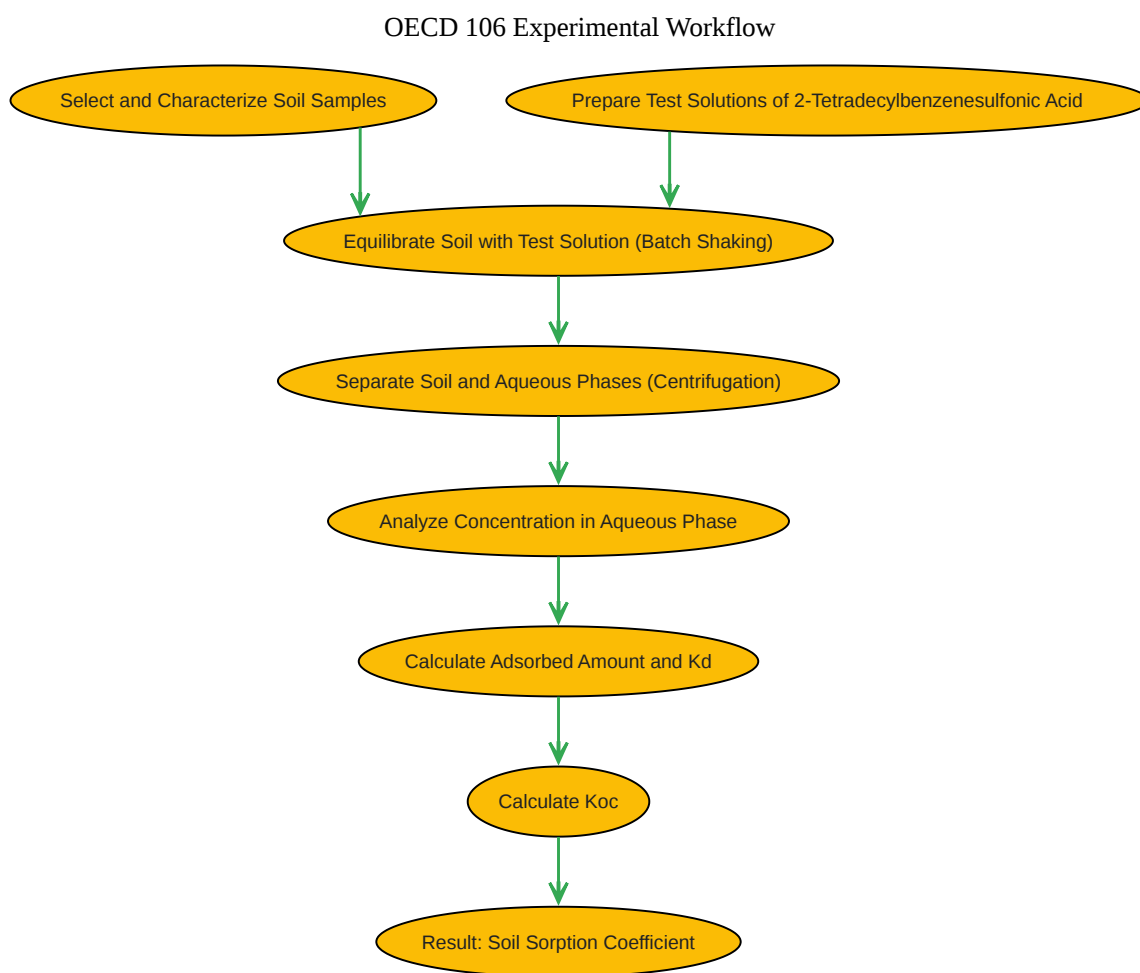 OECD 106 Experimental Workflow
Select and Characterize Soil Samples
Prepare Test Solutions of 2-Tetradecylbenzenesulfonic Acid
Equilibrate Soil with Test Solution (Batch Shaking)
Separate Soil and Aqueous Phases (Centrifugation)
Analyze Concentration in Aqueous Phase
Calculate Adsorbed Amount and Kd
Calculate Koc
Result: Soil Sorption Coefficient